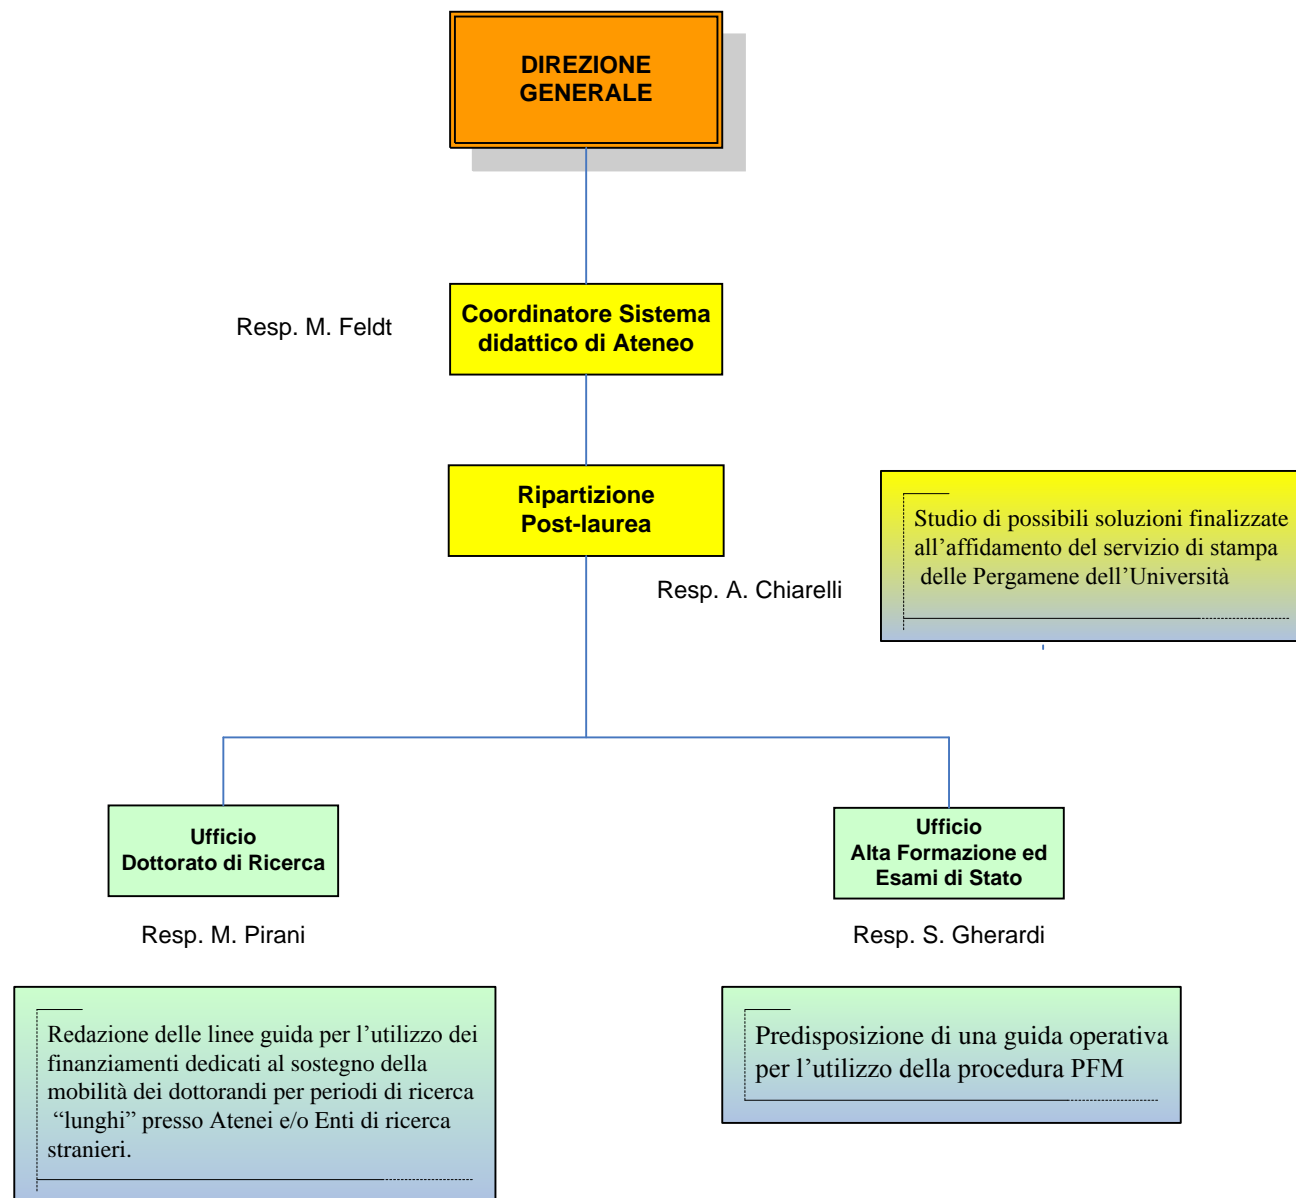 DIREZIONE
GENERALE
Resp. M. Feldt
Coordinatore Sistema
didattico di Ateneo
Ripartizione
Post-laurea
Resp. A. Chiarelli
Studio di possibili soluzioni finalizzate
all’affidamento del servizio di stampa
delle Pergamene dell’Università
Ufficio
Dottorato di Ricerca
Resp. M. Pirani
Ufficio
Alta Formazione ed
Esami di Stato
Resp. S. Gherardi
Redazione delle linee guida per l’utilizzo dei
finanziamenti dedicati al sostegno della
mobilità dei dottorandi per periodi di ricerca
“lunghi” presso Atenei e/o Enti di ricerca
stranieri.
Predisposizione di una guida operativa
per l’utilizzo della procedura PFM